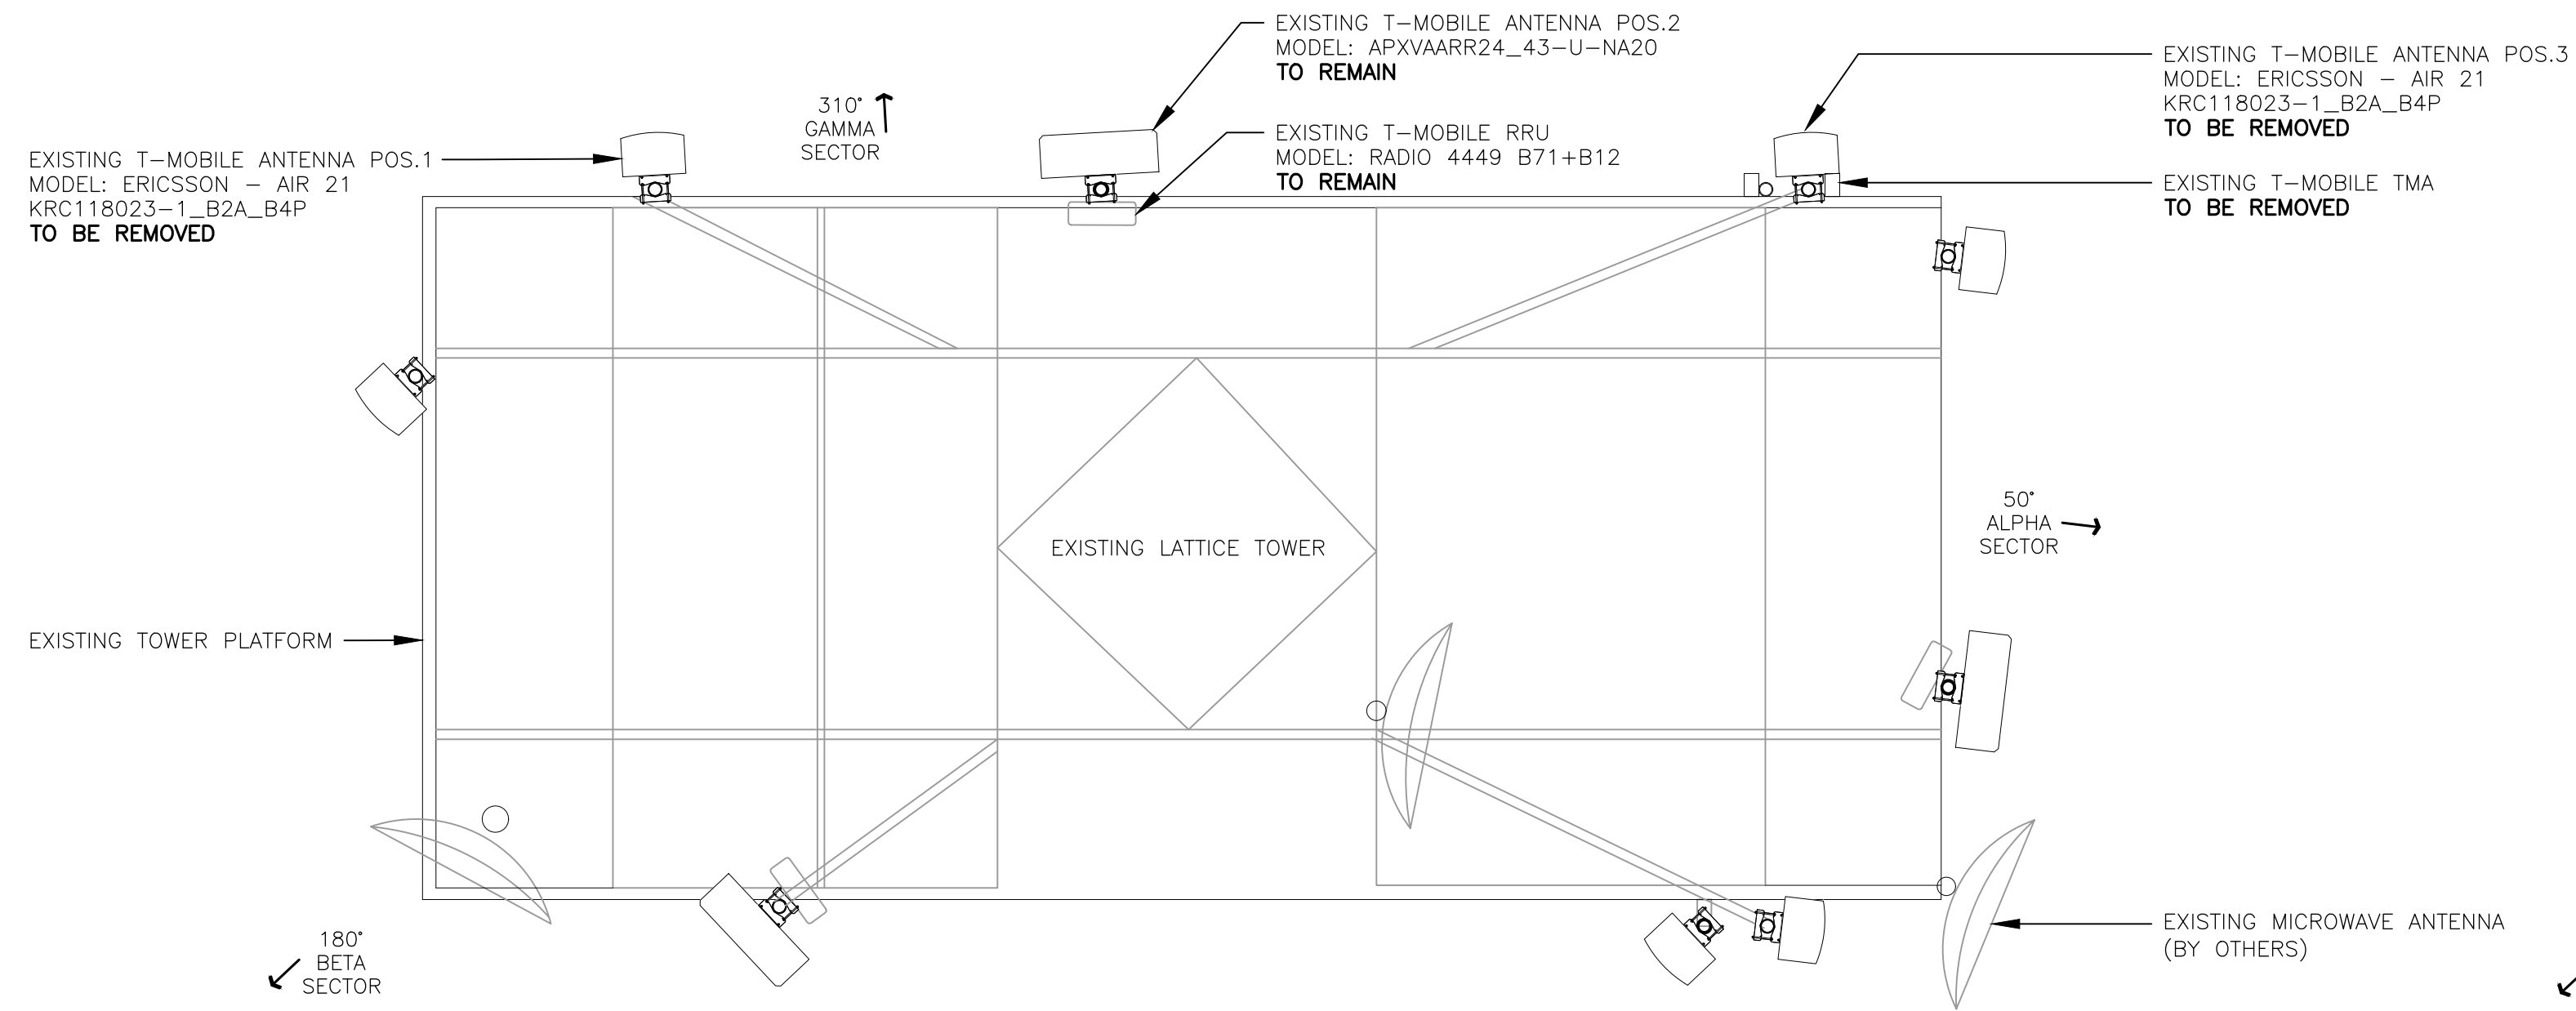 EXISTING T-MOBILE ANTENNA POS.2
MODEL: APXVAARR24_43-U-NA20
TO REMAIN
EXISTING T-MOBILE ANTENNA POS.3
MODEL: ERICSSON - AIR 21
KRC118023-1_B2A_B4P
TO BE REMOVED
310°
GAMMA
SECTOR
EXISTING T-MOBILE RRU
MODEL: RADIO 4449 B71+B12
TO REMAIN
EXISTING T-MOBILE ANTENNA POS.1
MODEL: ERICSSON - AIR 21
KRC118023-1_B2A_B4P
TO BE REMOVED
EXISTING T-MOBILE TMA
TO BE REMOVED
50°
ALPHA
SECTOR
EXISTING LATTICE TOWER
EXISTING TOWER PLATFORM
EXISTING MICROWAVE ANTENNA
(BY OTHERS)
180°
BETA
SECTOR